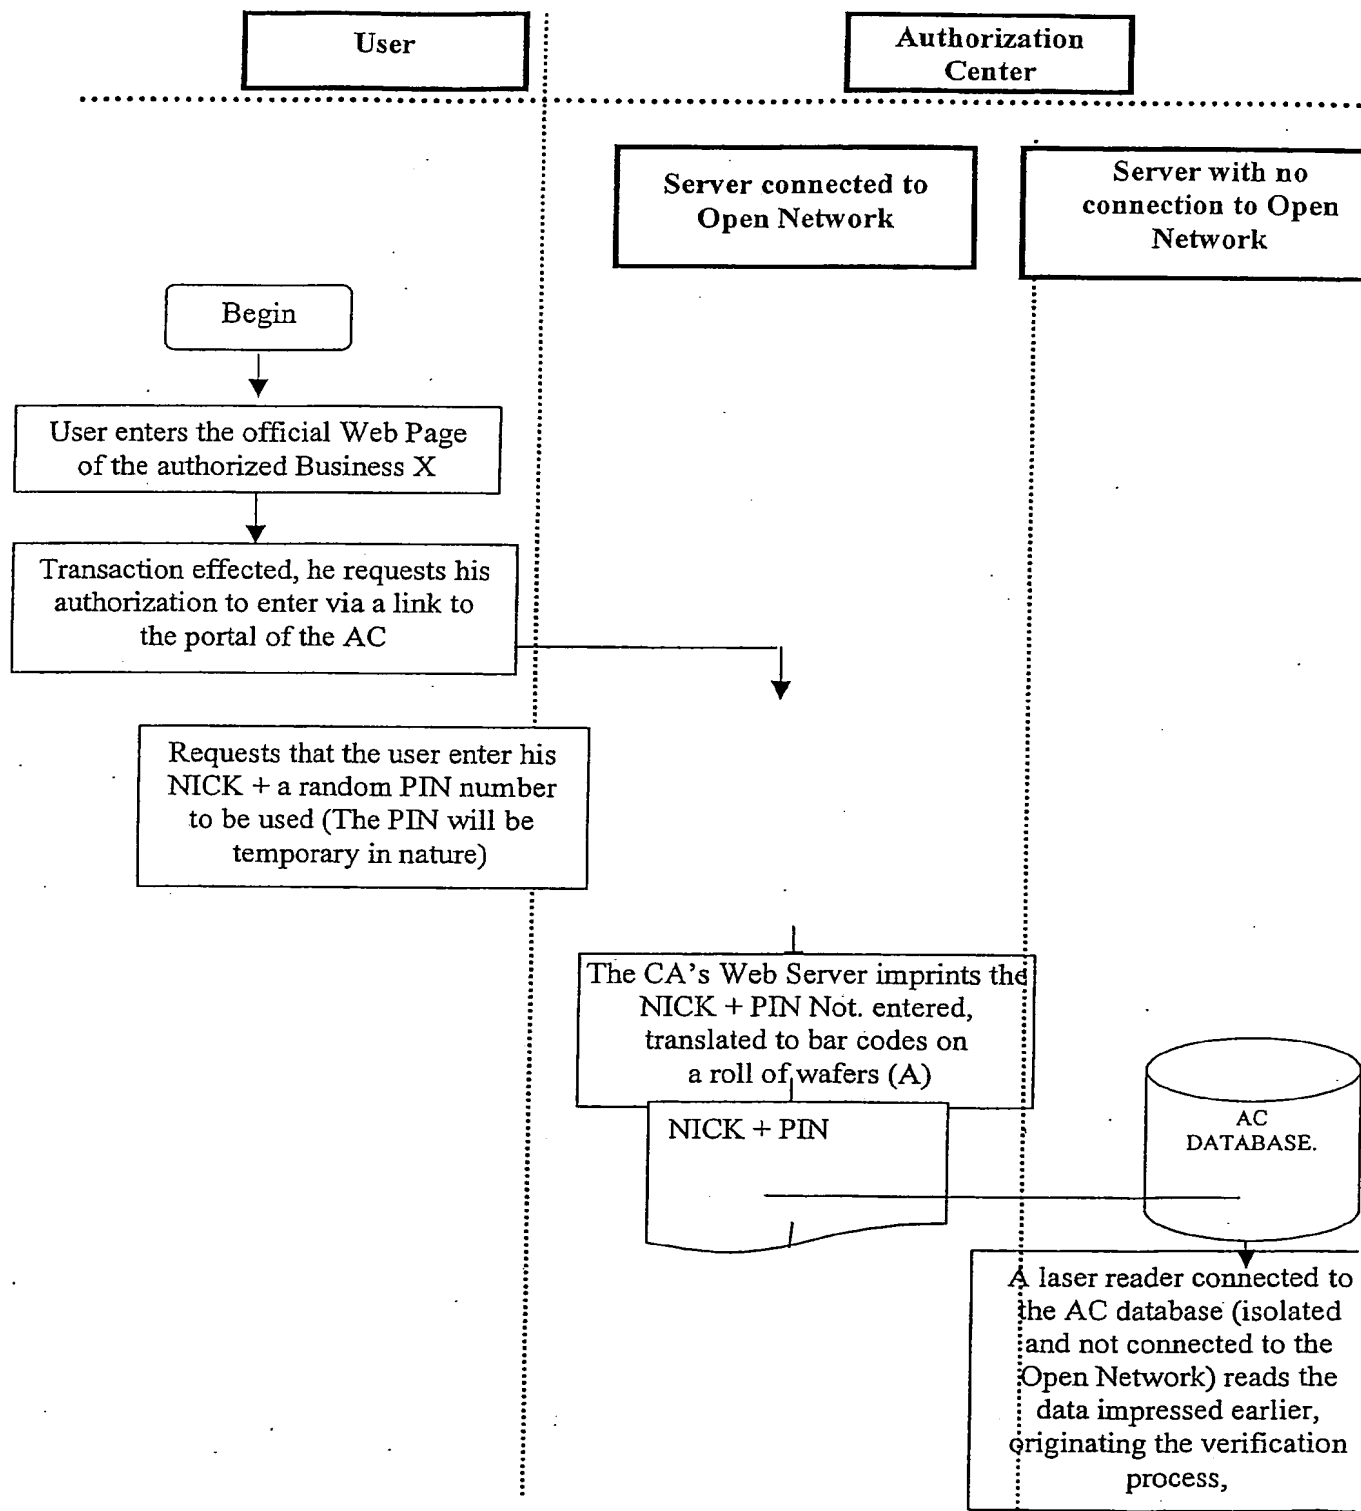 User
Authorization
Center
Server connected to
Open Network
Server with no
connection to Open
Network
Begin
User enters the official Web Page
of the authorized Business X
Transaction effected, he requests his
authorization to enter via a link to
the portal of the AC
Requests that the user enter his
NICK + a random PIN number
to be used (The PIN will be
temporary in nature)
The CA's Web Server imprints the
NICK + PIN Not. entered,
translated to bar codes on
a roll of wafers (A)
NICK + PIN
AC
DATABASE.
A laser reader connected to
the AC database (isolated
and not connected to the
Open Network) reads the
data impressed earlier,
originating the verification
process,